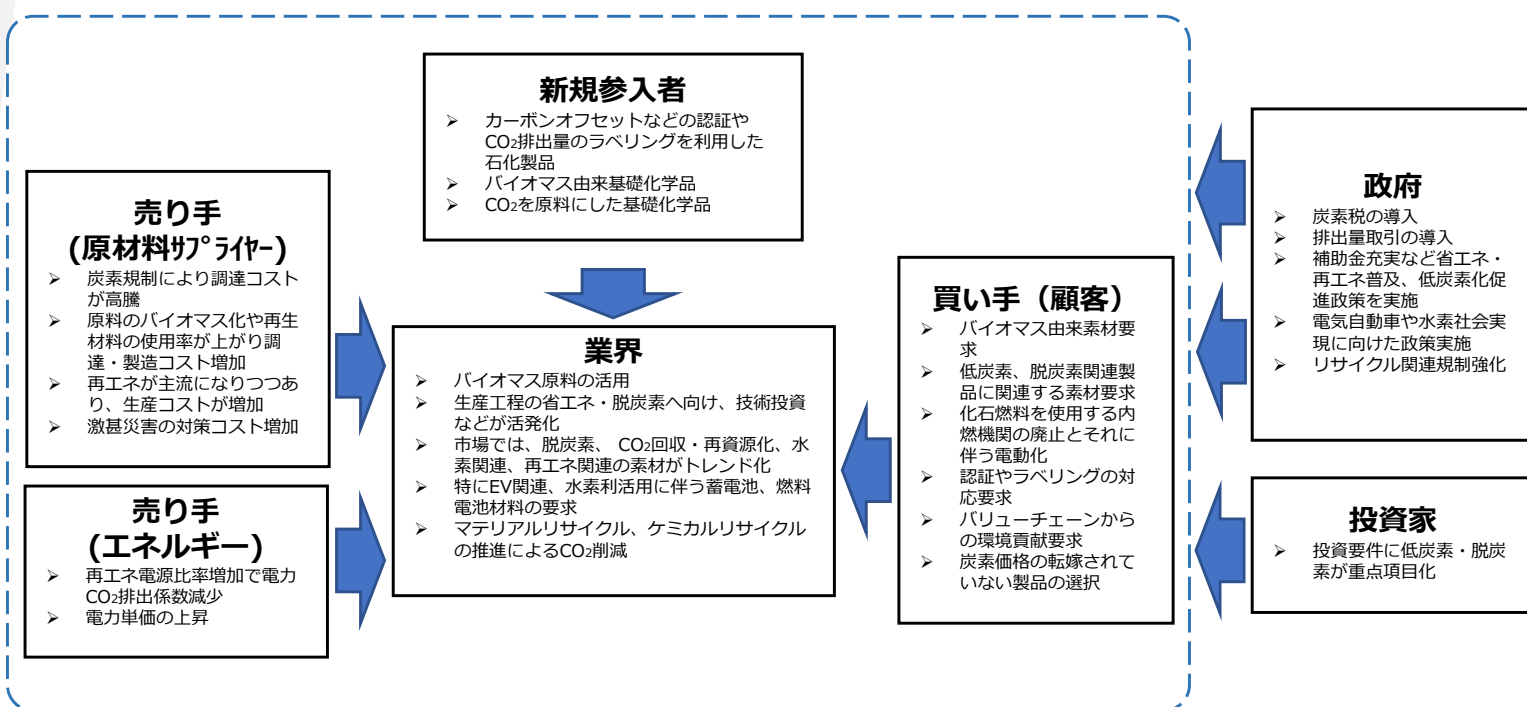 新規参入者
➢ カーボンオフセットなどの認証や
CO₂排出量のラベリングを利用した
石化製品
➢ バイオマス由来基礎化学品
➢ CO₂を原料にした基礎化学品
売り手
(原材料ｻﾌﾟﾗｲﾔｰ)
➢ 炭素規制により調達コスト
が高騰
➢ 原料のバイオマス化や再生
材料の使用率が上がり調
達・製造コスト増加
➢ 再エネが主流になりつつあ
り、生産コストが増加
➢ 激甚災害の対策コスト増加
売り手
(エネルギー)
➢ 再エネ電源比率増加で電力
CO₂排出係数減少
➢ 電力単価の上昇
業界
➢ バイオマス原料の活用
➢ 生産工程の省エネ・脱炭素へ向け、技術投資
などが活発化
➢ 市場では、脱炭素、 CO₂回収・再資源化、水
素関連、再エネ関連の素材がトレンド化
➢ 特にEV関連、水素利活用に伴う蓄電池、燃料
電池材料の要求
➢ マテリアルリサイクル、ケミカルリサイクル
の推進によるCO₂削減
買い手（顧客）
➢ バイオマス由来素材要
求
➢ 低炭素、脱炭素関連製
品に関連する素材要求
➢ 化石燃料を使用する内
燃機関の廃止とそれに
伴う電動化
➢ 認証やラベリングの対
応要求
➢ バリューチェーンから
の環境貢献要求
➢ 炭素価格の転嫁されて
いない製品の選択
政府
➢ 炭素税の導入
➢ 排出量取引の導入
➢ 補助金充実など省エネ・
再エネ普及、低炭素化促
進政策を実施
➢ 電気自動車や水素社会実
現に向けた政策実施
➢ リサイクル関連規制強化
投資家
➢ 投資要件に低炭素・脱炭
素が重点項目化